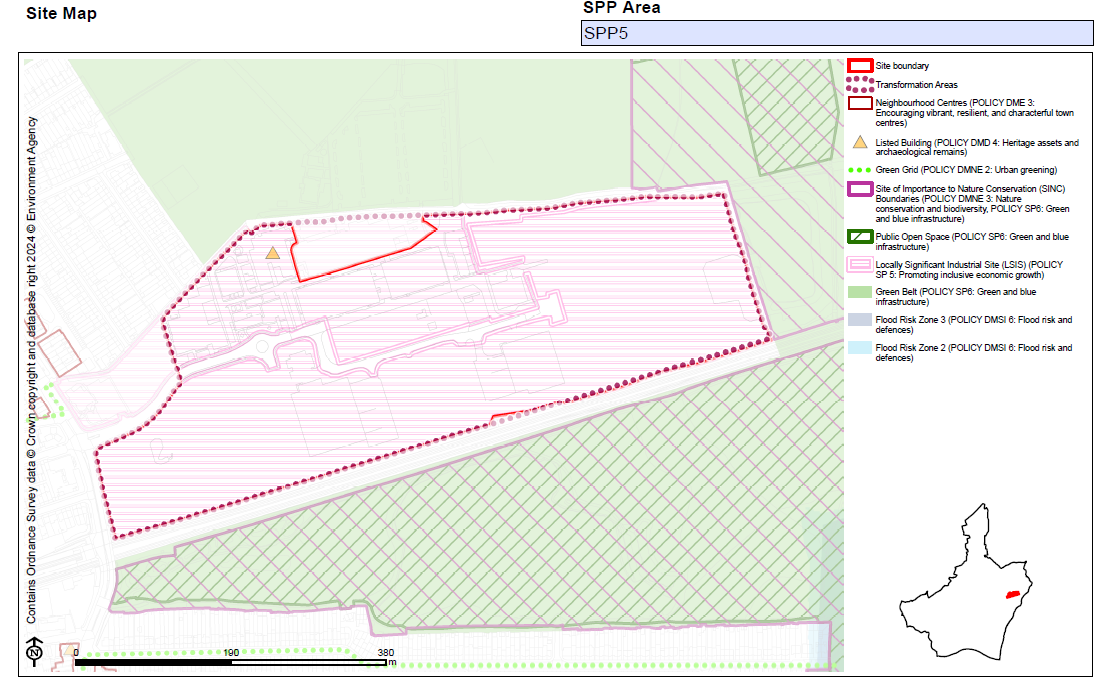 Site Map
SPP Area
SPP5
Contains Ordnance Survey data © Crown copyright and database right 2024 © Environment Agency
Site boundary
Transformation Areas
Neighbourhood Centres (POLICY DME 3:
Encouraging vibrant, resilient, and characterful town
centres)
Listed Building (POLICY DMD 4: Heritage assets and
archaeological remains)
Green Grid (POLICY DMNE 2: Urban greening)
Site of Importance to Nature Conservation (SINC)
Boundaries (POLICY DMNE 3: Nature
conservation and biodiversity, POLICY SP6: Green
and blue infrastructure)
Public Open Space (POLICY SP6: Green and blue
infrastructure)
Locally Significant Industrial Site (LSIS) (POLICY
SP 5: Promoting inclusive economic growth)
Green Belt (POLICY SP6: Green and blue
infrastructure)
Flood Risk Zone 3 (POLICY DMSI 6: Flood risk and
defences)
Flood Risk Zone 2 (POLICY DMSI 6: Flood risk and
defences)
N
0 190 380
m